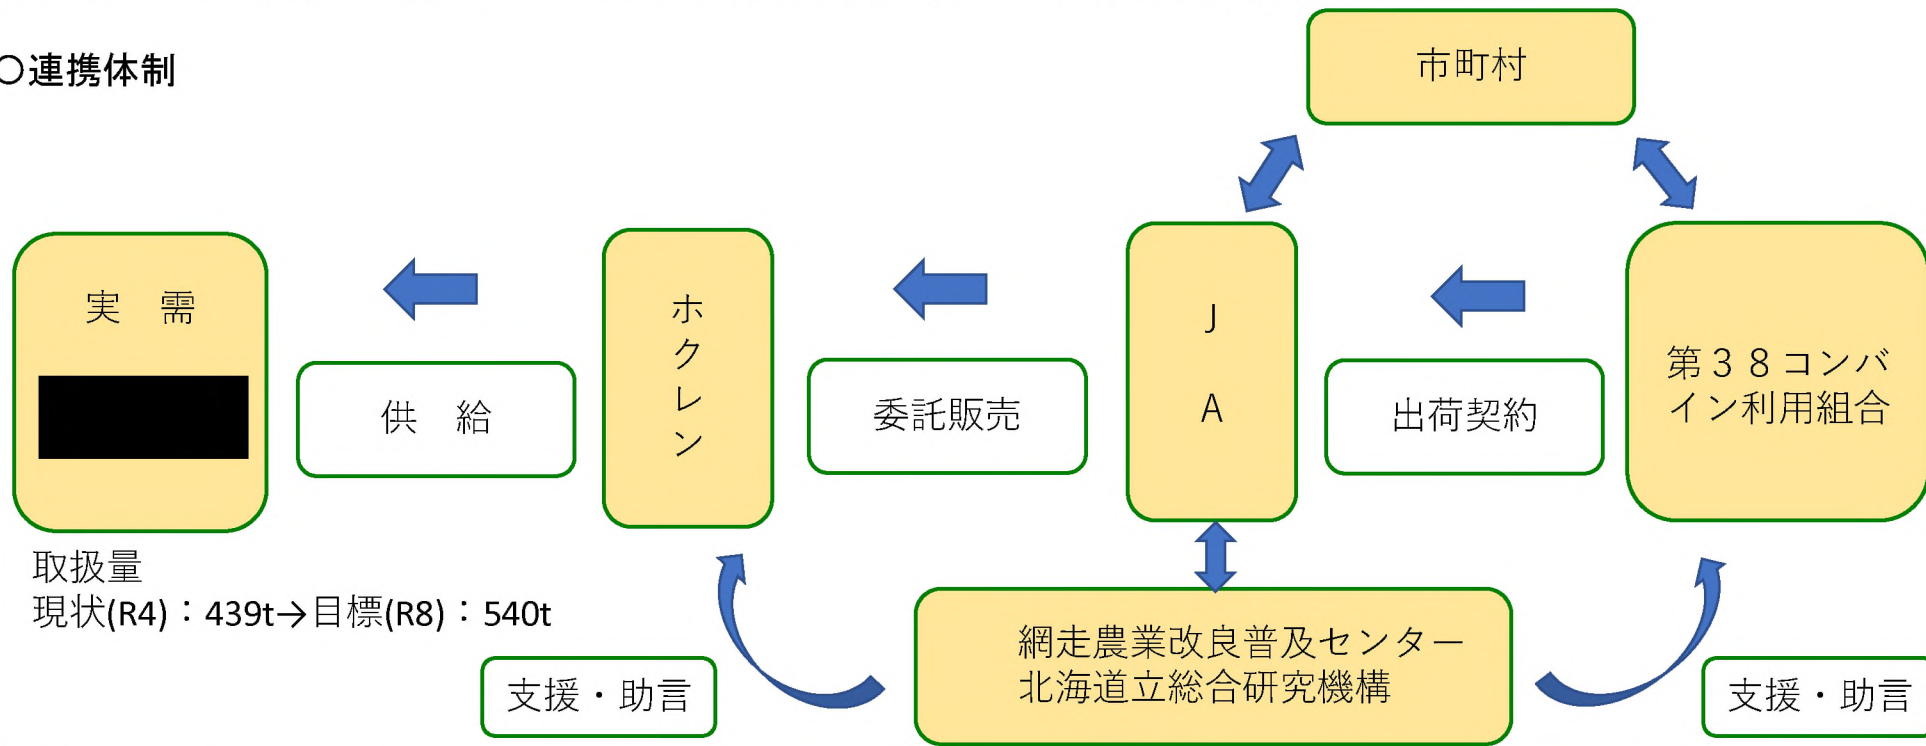 ○連携体制
市町村
実　需
供　給
ホクレン
委託販売
JA
出荷契約
第３８コンバ
イン利用組合
取扱量
現状(R4)：439t→目標(R8)：540t
支援・助言
網走農業改良普及センター
北海道立総合研究機構
支援・助言